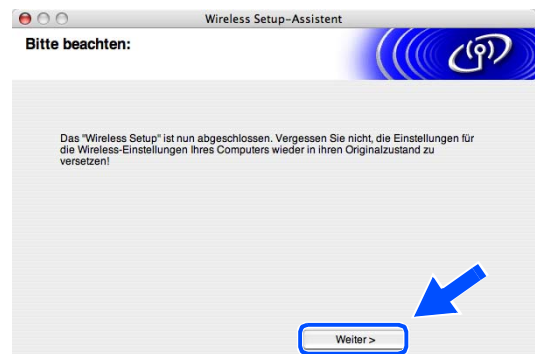 Wireless Setup-Assistent
Bitte beachten:
Das "Wireless Setup" ist nun abgeschlossen. Vergessen Sie nicht, die Einstellungen für
die Wireless-Einstellungen Ihres Computers wieder in ihren Originalzustand zu
versetzen!
Weiter >